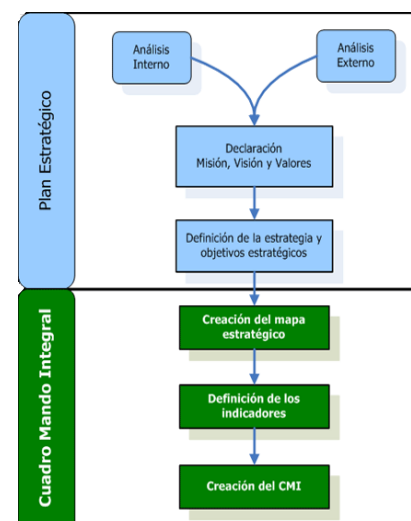 Plan Estratégico
Análisis
Interno
Análisis
Externo
Declaración
Misión, Visión y Valores
Definición de la estrategia y
objetivos estratégicos
Cuadro Mando Integral
Creación del mapa
estratégico
Definición de los
indicadores
Creación del CMI